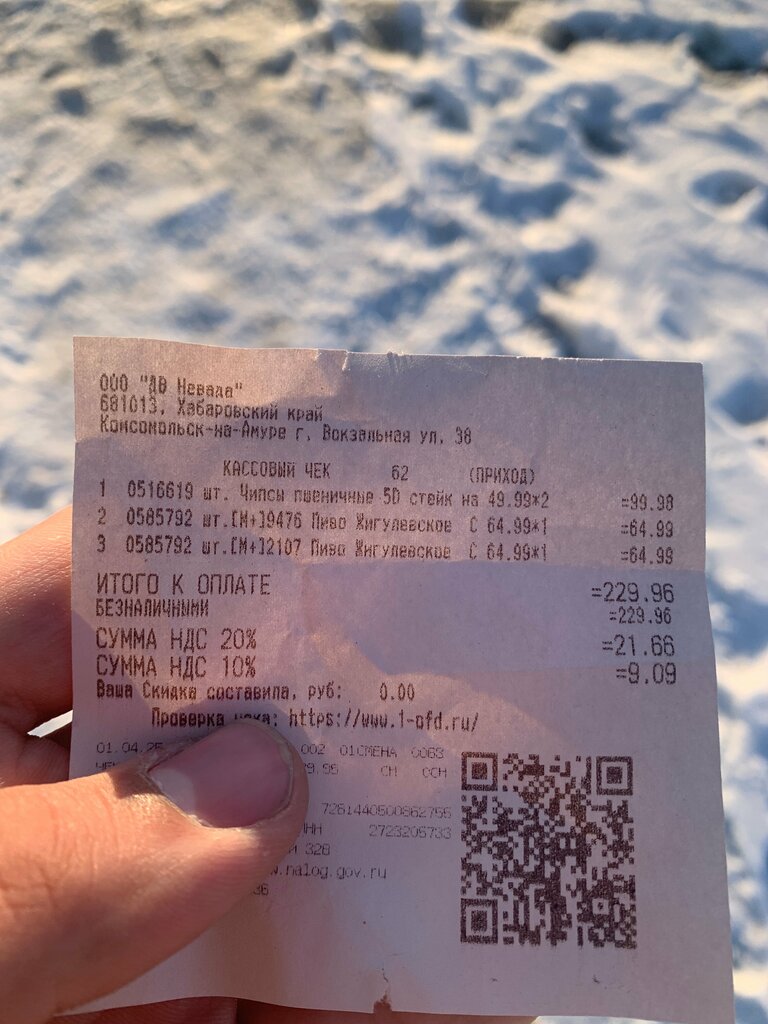 ООО "ДВ Невада"
681013, Хабаровский край
Комсомольск-на-Амуре г. Вокзальная ул. 38
КАССОВЫЙ ЧЕК 62 (ПРИХОД)
1 0516619 шт. Чипсы пшеничные 5D стейк на 49.99*2 =99.98
2 0585792 шт.[М+]9476 Пиво Жигулевское С 64.99*1 =64.99
3 0585792 шт.[М+]2107 Пиво Жигулевское С 64.99*1 =64.99
ИТОГО К ОПЛАТЕ =229.96
БЕЗНАЛИЧНЫМИ =229.96
СУММА НДС 20% =21.66
СУММА НДС 10% =9.09
Ваша Скидка составила, руб: 0.00
Проверка чека: https://www.1-ofd.ru/
01.04.25 002 01СМЕНА 0063
СН ОСН
7281440500862755
2723205733
328
.nalog.gov.ru